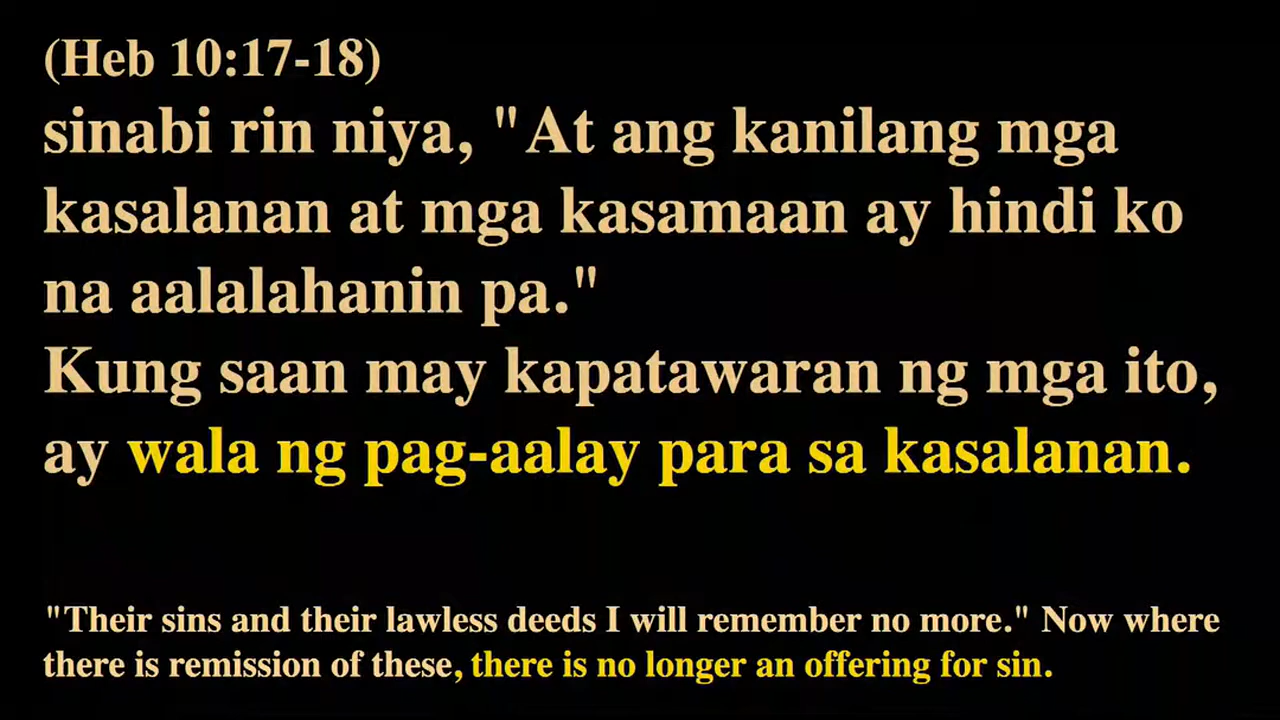 (Heb 10:17-18)
sinabi rin niya, "At ang kanilang mga
kasalanan at mga kasamaan ay hindi ko
na aalalahanin pa."
Kung saan may kapatawaran ng mga ito,
ay wala ng pag-aalay para sa kasalanan.
"Their sins and their lawless deeds I will remember no more." Now where
there is remission of these, there is no longer an offering for sin.